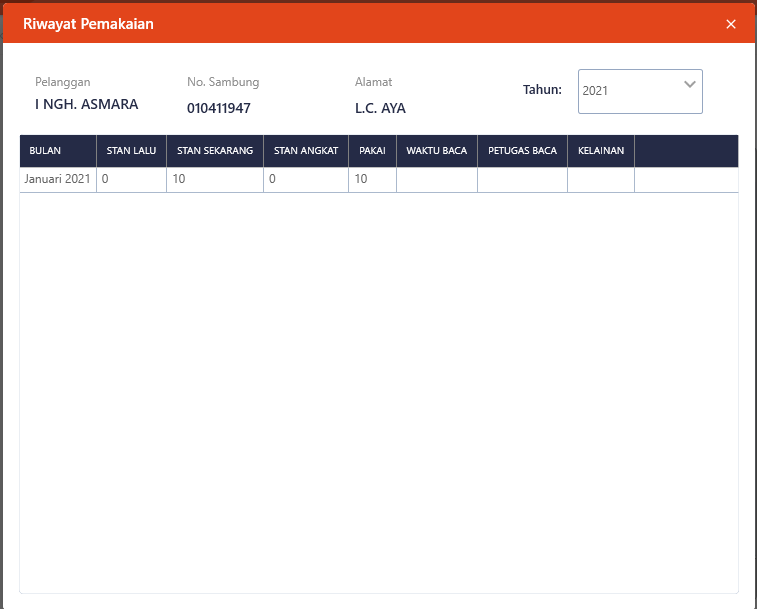 Riwayat Pemakaian
Pelanggan No. Sambung Alamat
I NGH. ASMARA 010411947 L.C. AYA
Tahun: 2021
BULAN STAN LALU STAN SEKARANG STAN ANGKAT PAKAI WAKTU BACA PETUGAS BACA KELAINAN
Januari 2021 0 10 0 10